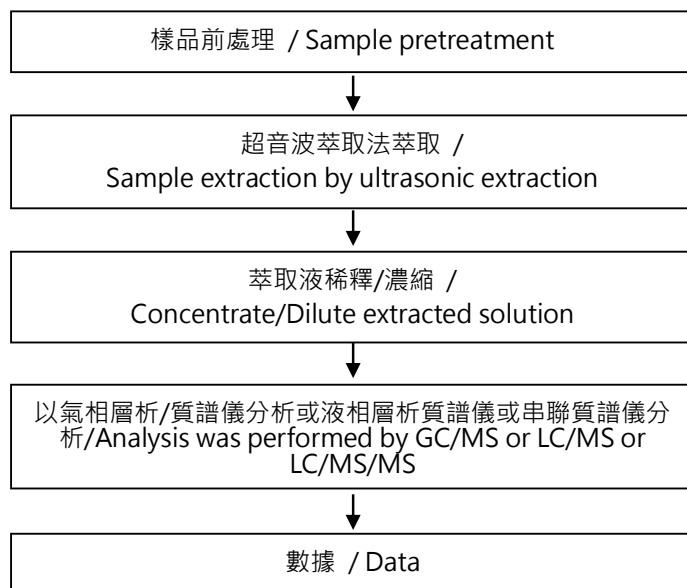 樣品前處理 / Sample pretreatment
超音波萃取法萃取 /
Sample extraction by ultrasonic extraction
萃取液稀釋/濃縮 /
Concentrate/Dilute extracted solution
以氣相層析/質譜儀分析或液相層析質譜儀或串聯質譜儀分
析/Analysis was performed by GC/MS or LC/MS or
LC/MS/MS
數據 / Data